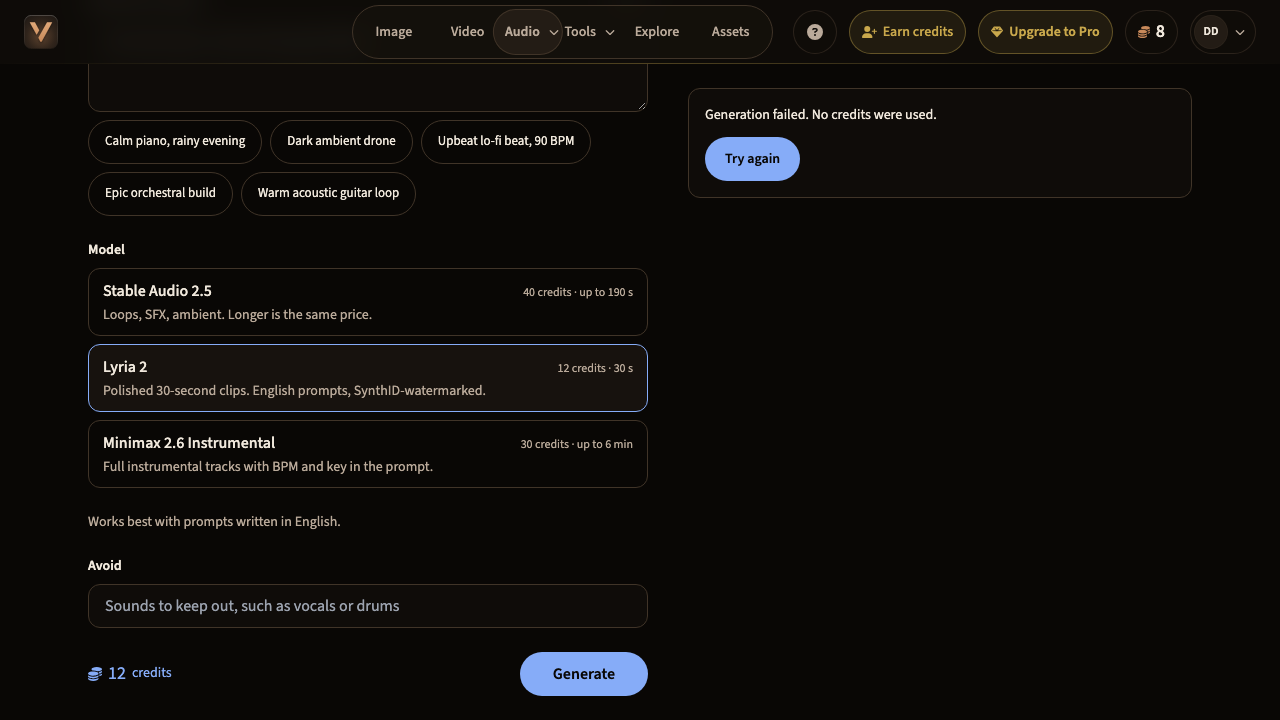 Image Video Audio Tools Explore Assets
? Earn credits Upgrade to Pro 8 DD
Calm piano, rainy evening
Dark ambient drone
Upbeat lo-fi beat, 90 BPM
Epic orchestral build
Warm acoustic guitar loop
Model
Stable Audio 2.5 40 credits · up to 190 s
Loops, SFX, ambient. Longer is the same price.
Lyria 2 12 credits · 30 s
Polished 30-second clips. English prompts, SynthID-watermarked.
Minimax 2.6 Instrumental 30 credits · up to 6 min
Full instrumental tracks with BPM and key in the prompt.
Works best with prompts written in English.
Avoid
Sounds to keep out, such as vocals or drums
12 credits
Generate
Generation failed. No credits were used.
Try again